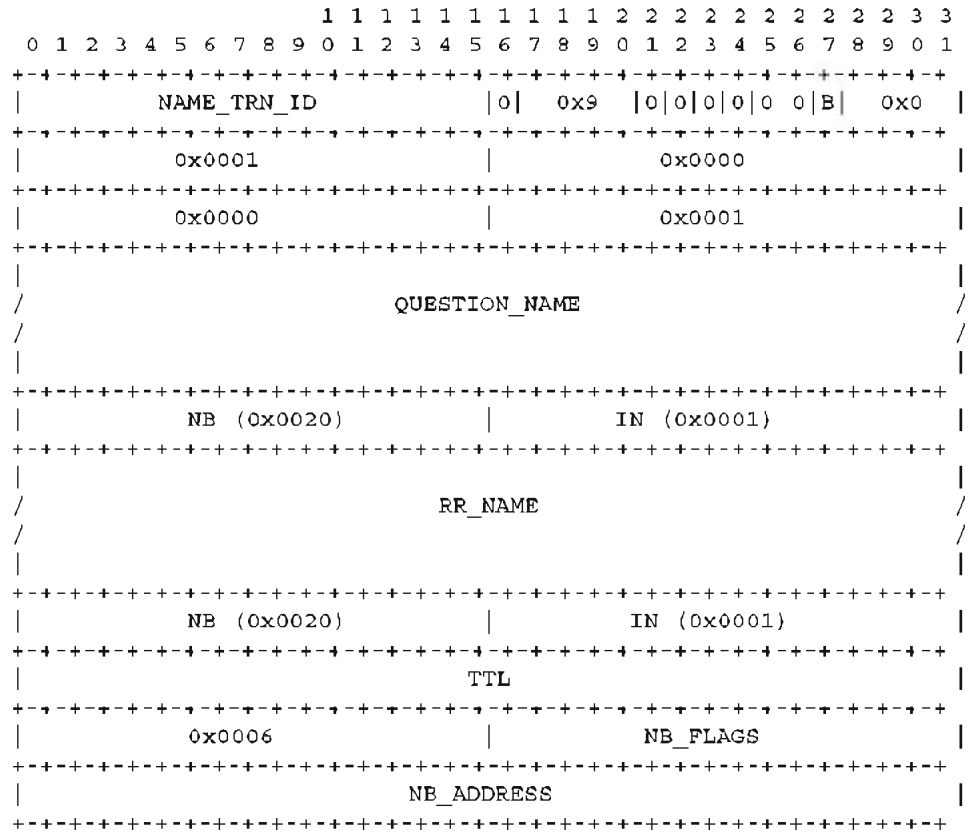 1 1 1 1 1 1 1 1 1 1 2 2 2 2 2 2 2 2 2 2 3 3
 0 1 2 3 4 5 6 7 8 9 0 1 2 3 4 5 6 7 8 9 0 1 2 3 4 5 6 7 8 9 0 1
+-+-+-+-+-+-+-+-+-+-+-+-+-+-+-+-+-+-+-+-+-+-+-+-+-+-+-+-+-+-+-+-+
|         NAME_TRN_ID           |0|  0x9  |0|0|0|0|0 0|B|  0x0  |
+-+-+-+-+-+-+-+-+-+-+-+-+-+-+-+-+-+-+-+-+-+-+-+-+-+-+-+-+-+-+-+-+
|          0x0001               |           0x0000              |
+-+-+-+-+-+-+-+-+-+-+-+-+-+-+-+-+-+-+-+-+-+-+-+-+-+-+-+-+-+-+-+-+
|          0x0000               |           0x0001              |
+-+-+-+-+-+-+-+-+-+-+-+-+-+-+-+-+-+-+-+-+-+-+-+-+-+-+-+-+-+-+-+-+
|                                                               |
/                         QUESTION_NAME                         /
/                                                               /
|                                                               |
+-+-+-+-+-+-+-+-+-+-+-+-+-+-+-+-+-+-+-+-+-+-+-+-+-+-+-+-+-+-+-+-+
|           NB (0x0020)         |        IN (0x0001)            |
+-+-+-+-+-+-+-+-+-+-+-+-+-+-+-+-+-+-+-+-+-+-+-+-+-+-+-+-+-+-+-+-+
|                                                               |
/                            RR_NAME                            /
/                                                               /
|                                                               |
+-+-+-+-+-+-+-+-+-+-+-+-+-+-+-+-+-+-+-+-+-+-+-+-+-+-+-+-+-+-+-+-+
|           NB (0x0020)         |         IN (0x0001)           |
+-+-+-+-+-+-+-+-+-+-+-+-+-+-+-+-+-+-+-+-+-+-+-+-+-+-+-+-+-+-+-+-+
|                              TTL                              |
+-+-+-+-+-+-+-+-+-+-+-+-+-+-+-+-+-+-+-+-+-+-+-+-+-+-+-+-+-+-+-+-+
|           0x0006              |          NB_FLAGS             |
+-+-+-+-+-+-+-+-+-+-+-+-+-+-+-+-+-+-+-+-+-+-+-+-+-+-+-+-+-+-+-+-+
|                          NB_ADDRESS                           |
+-+-+-+-+-+-+-+-+-+-+-+-+-+-+-+-+-+-+-+-+-+-+-+-+-+-+-+-+-+-+-+-+